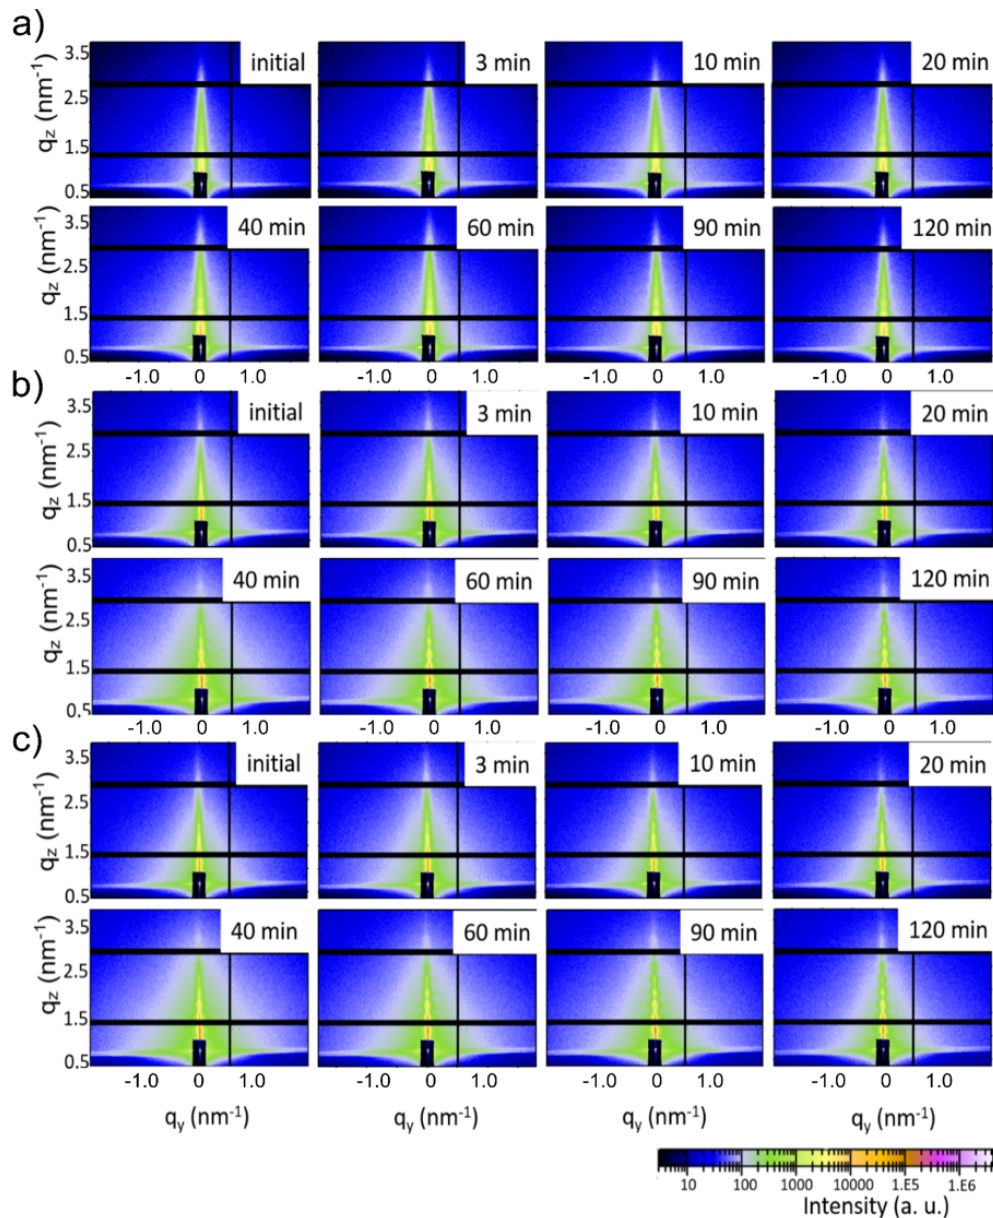 a)
3.5
2.5
1.5
0.5
qz (nm-1)
initial
3 min
10 min
20 min
3.5
2.5
1.5
0.5
qz (nm-1)
40 min
60 min
90 min
120 min
-1.0 0 1.0 -1.0 0 1.0 -1.0 0 1.0 -1.0 0 1.0
b)
3.5
2.5
1.5
0.5
qz (nm-1)
initial
3 min
10 min
20 min
3.5
2.5
1.5
0.5
qz (nm-1)
40 min
60 min
90 min
120 min
-1.0 0 1.0 -1.0 0 1.0 -1.0 0 1.0 -1.0 0 1.0
c)
3.5
2.5
1.5
0.5
qz (nm-1)
initial
3 min
10 min
20 min
3.5
2.5
1.5
0.5
qz (nm-1)
40 min
60 min
90 min
120 min
-1.0 0 1.0 -1.0 0 1.0 -1.0 0 1.0 -1.0 0 1.0
qy (nm-1) qy (nm-1) qy (nm-1) qy (nm-1)
10 100 1000 10000 1.E5 1.E6
Intensity (a. u.)